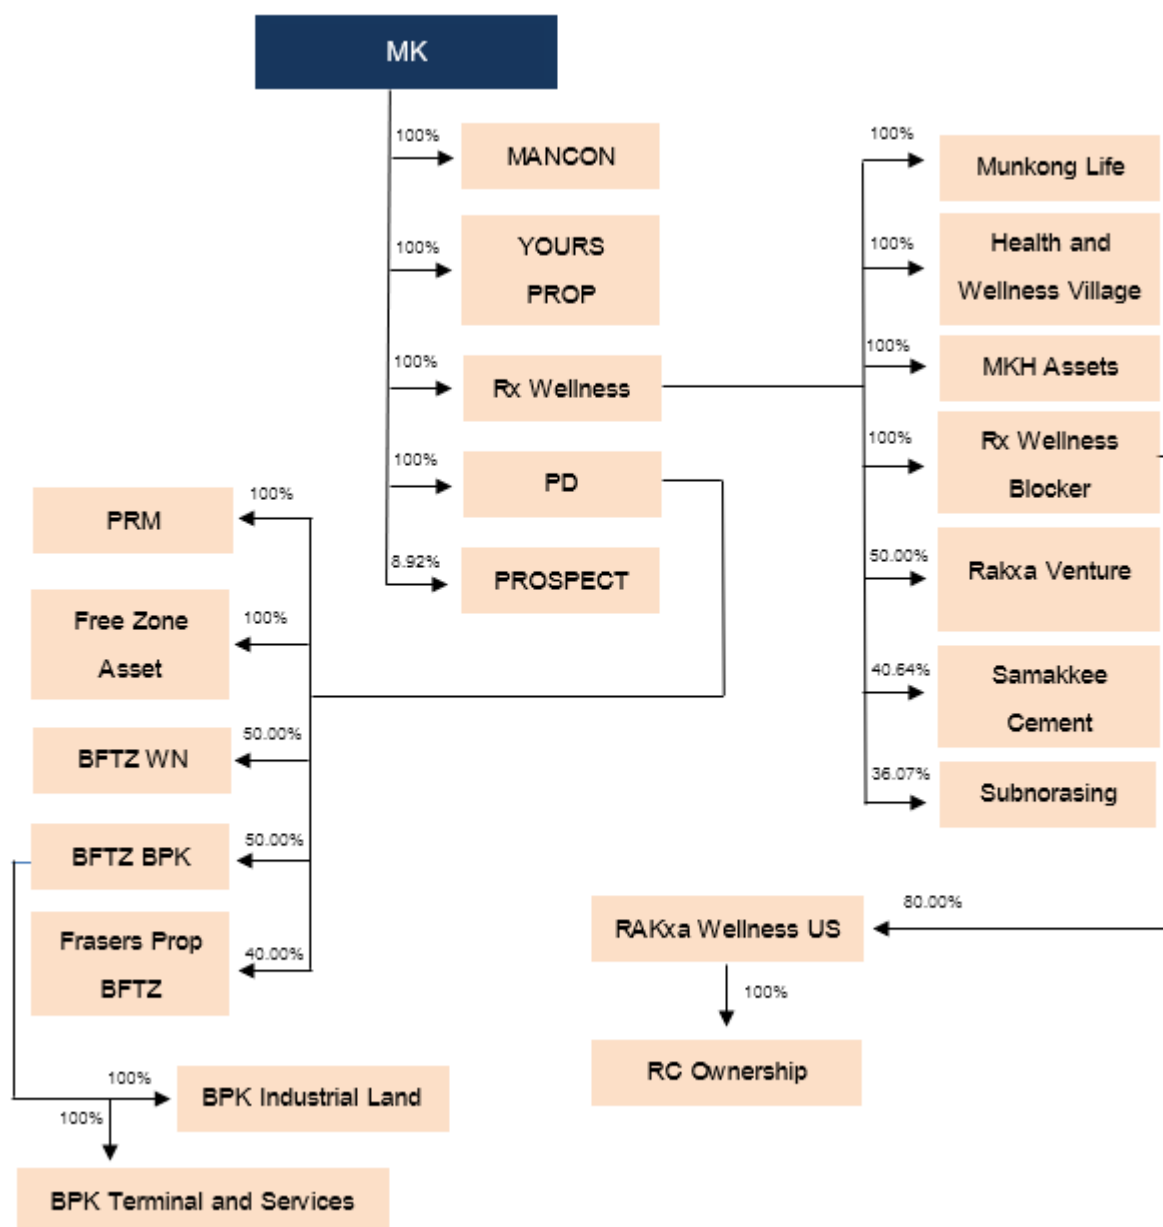 MK
100%
MANCON
100%
YOURS
PROP
100%
Rx Wellness
100%
PD
8.92%
PROSPECT
100%
Munkong Life
100%
Health and
Wellness Village
100%
MKH Assets
100%
Rx Wellness
Blocker
50.00%
Rakxa Venture
40.64%
Samakkee
Cement
36.07%
Subnorasing
100%
PRM
100%
Free Zone
Asset
50.00%
BFTZ WN
50.00%
BFTZ BPK
40.00%
Frasers Prop
BFTZ
80.00%
RAKxa Wellness US
100%
RC Ownership
100%
BPK Industrial Land
100%
BPK Terminal and Services